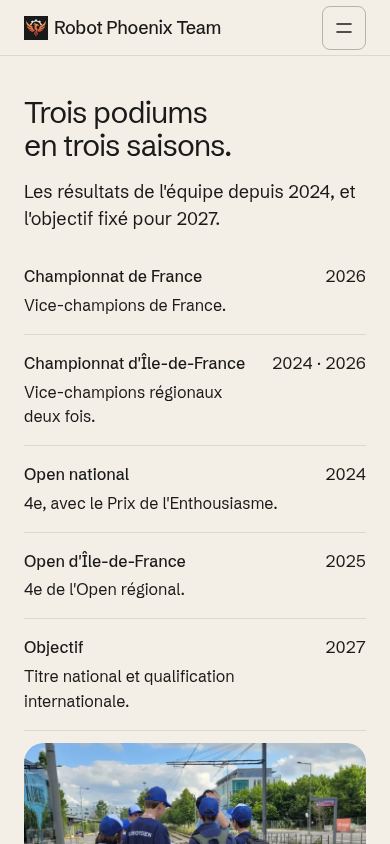 Robot Phoenix Team
Trois podiums
en trois saisons.
Les résultats de l'équipe depuis 2024, et
l'objectif fixé pour 2027.
Championnat de France 2026
Vice-champions de France.
Championnat d'Île-de-France 2024 · 2026
Vice-champions régionaux
deux fois.
Open national 2024
4e, avec le Prix de l'Enthousiasme.
Open d'Île-de-France 2025
4e de l'Open régional.
Objectif 2027
Titre national et qualification
internationale.